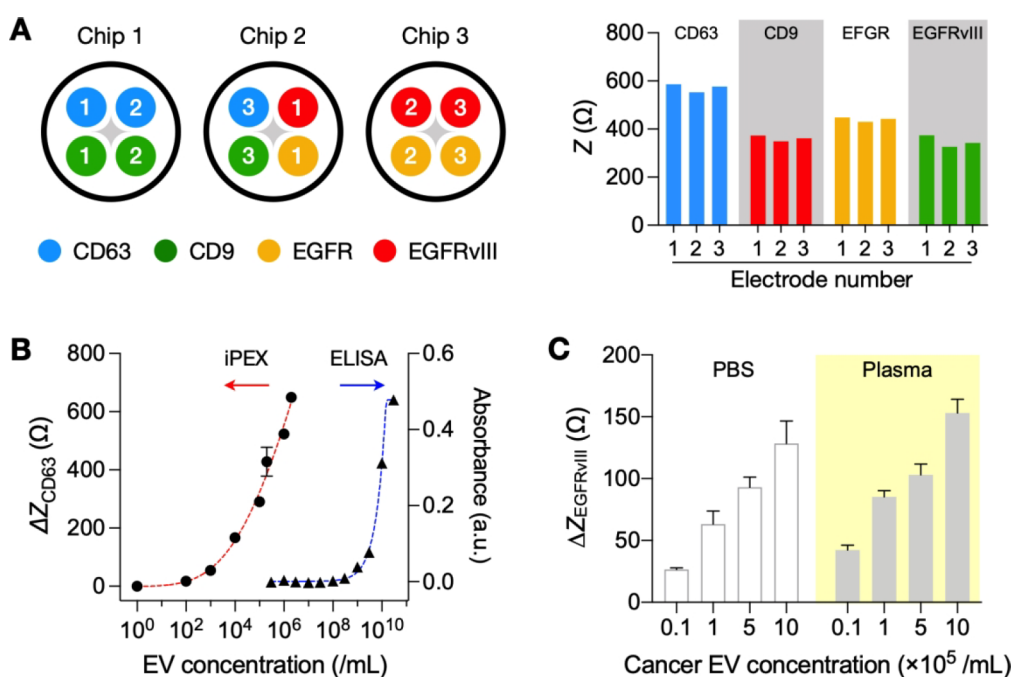 A
Chip 1 Chip 2 Chip 3
1 2 3 1 2 3
1 2 3 1 2 3
CD63 CD9 EGFR EGFRvIII
CD63 CD9 EFGR EGFRvIII
Z (Ω)
800
600
400
200
0
1 2 3 1 2 3 1 2 3 1 2 3
Electrode number
B
iPEX ELISA
ΔZCD63 (Ω)
800
600
400
200
0
0.6
0.4
0.2
0.0
Absorbance (a.u.)
10⁰ 10² 10⁴ 10⁶ 10⁸ 10¹⁰
EV concentration (/mL)
C
PBS Plasma
ΔZEGFRvIII (Ω)
200
150
100
50
0
0.1 1 5 10 0.1 1 5 10
Cancer EV concentration (×10⁵ /mL)